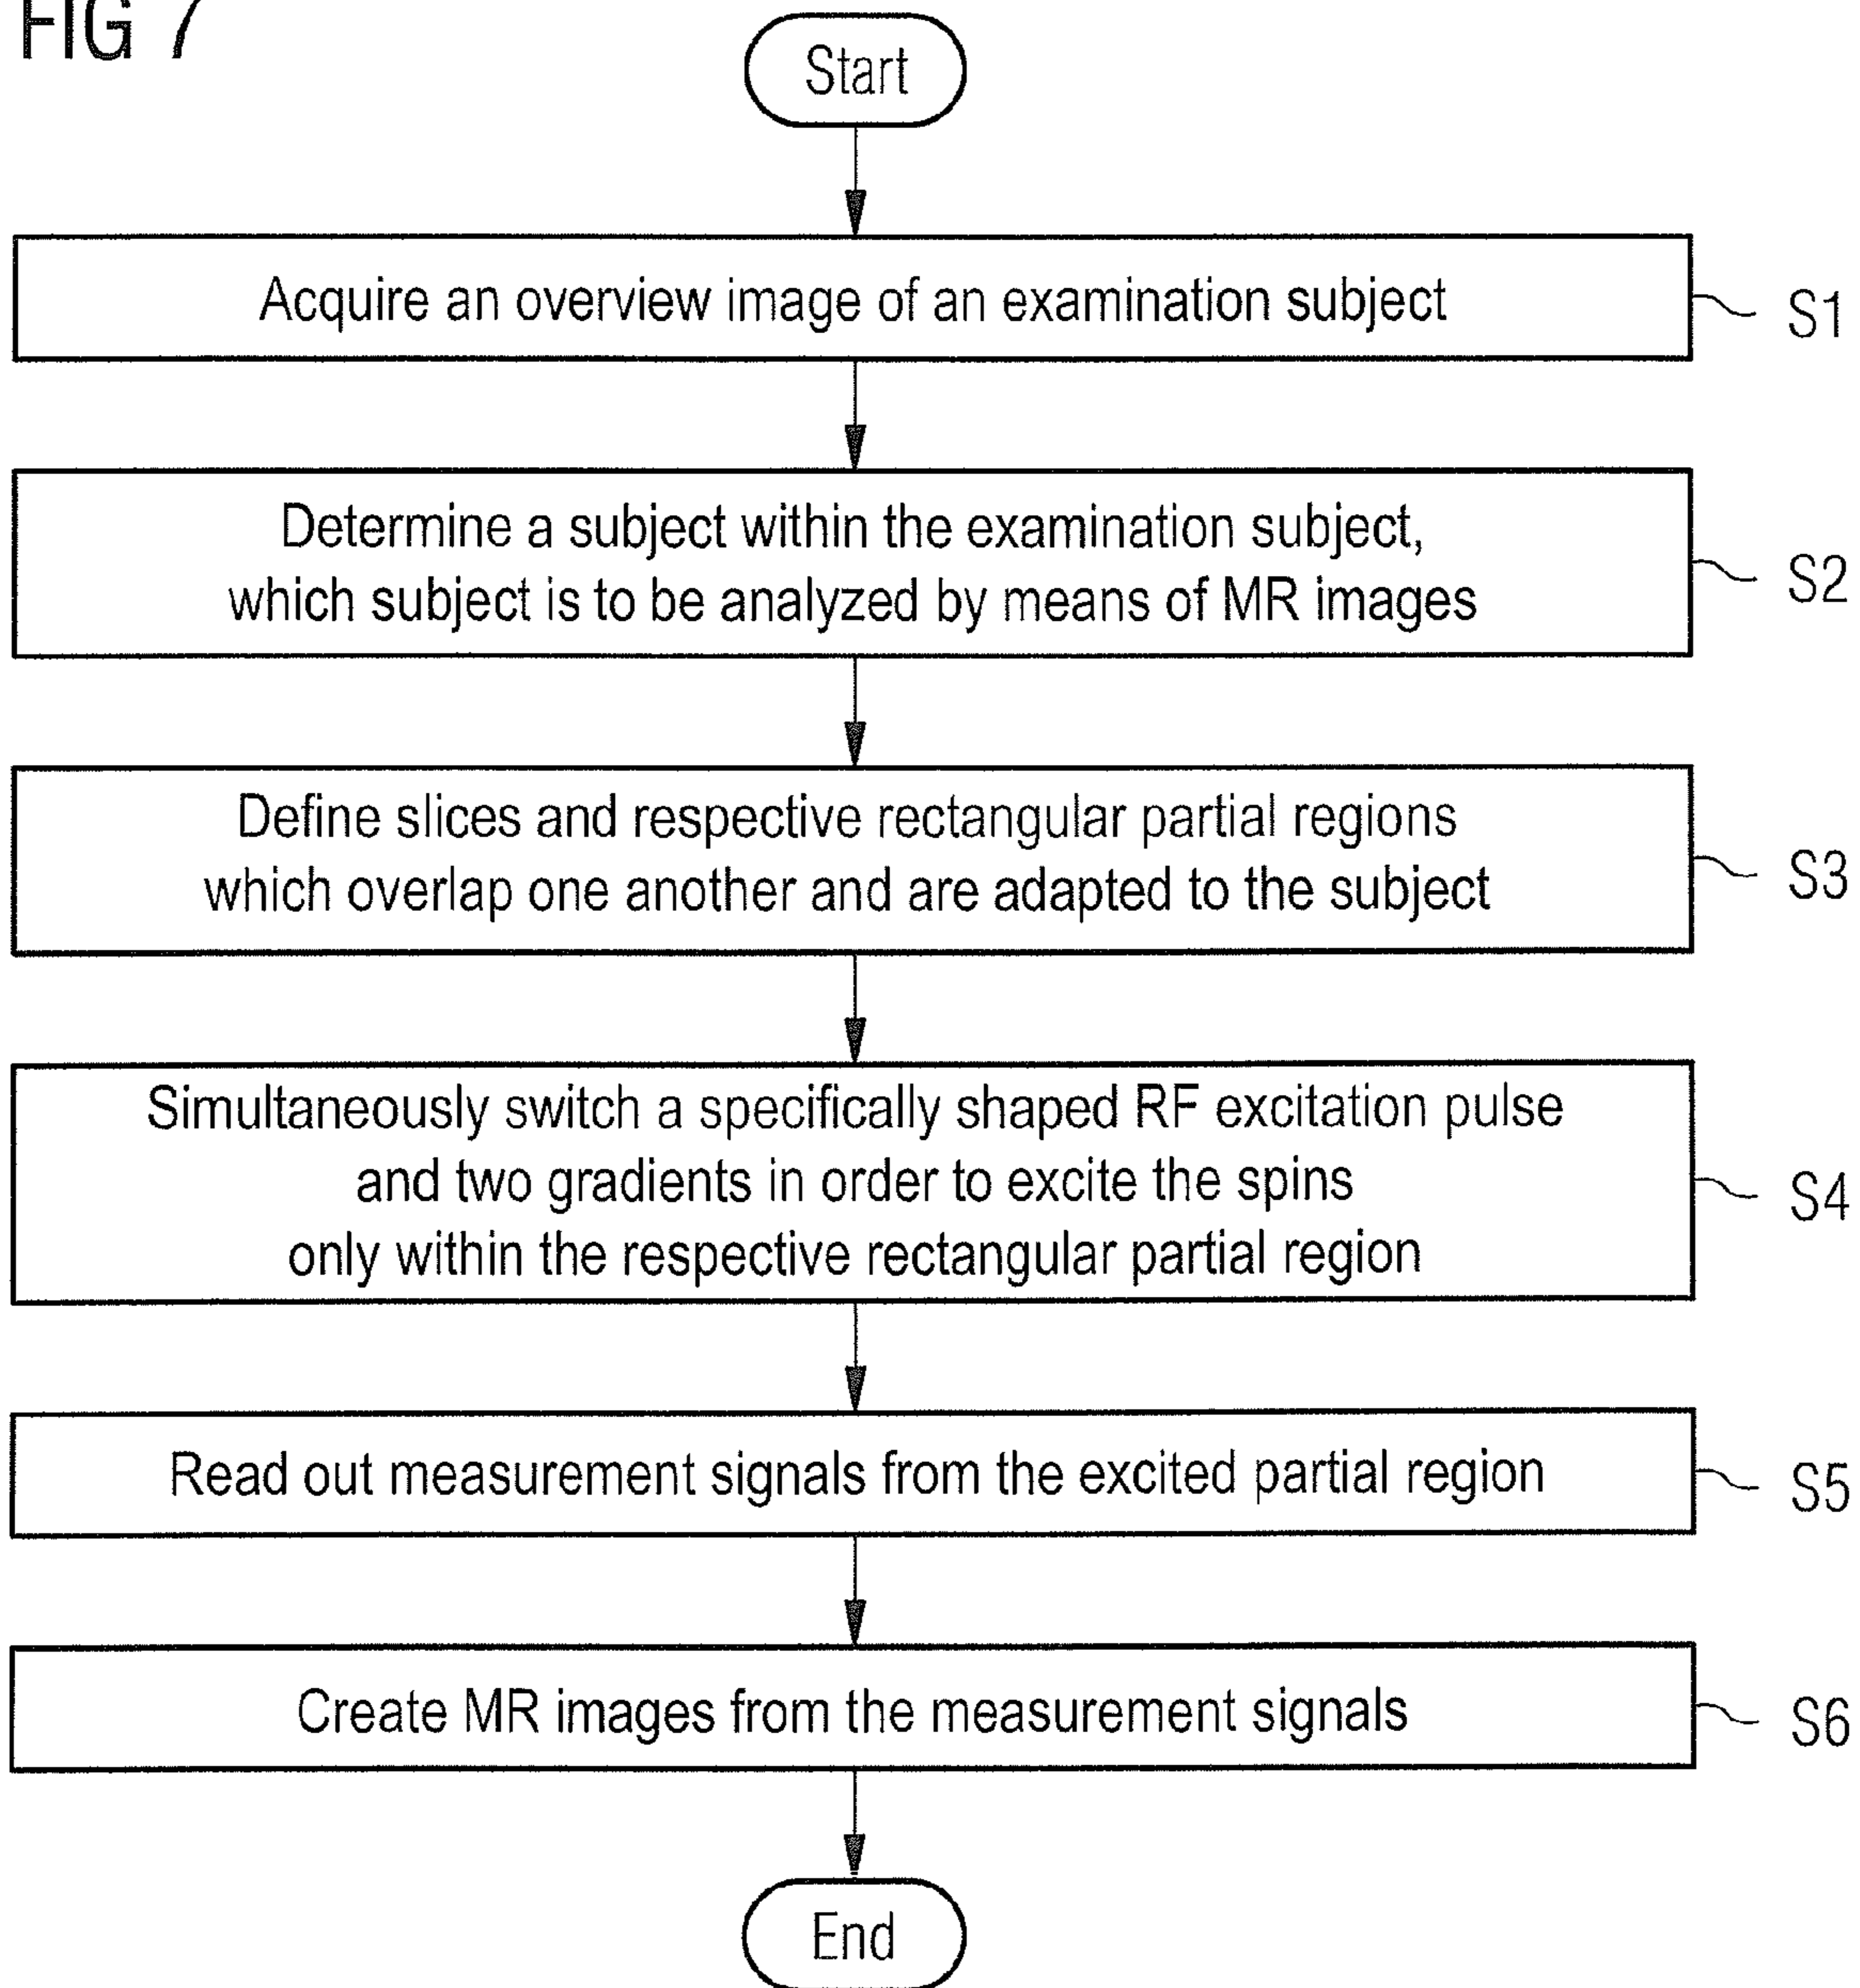 FIG 7
Start
Acquire an overview image of an examination subject
S1
Determine a subject within the examination subject,
which subject is to be analyzed by means of MR images
S2
Define slices and respective rectangular partial regions
which overlap one another and are adapted to the subject
S3
Simultaneously switch a specifically shaped RF excitation pulse
and two gradients in order to excite the spins
only within the respective rectangular partial region
S4
Read out measurement signals from the excited partial region
S5
Create MR images from the measurement signals
S6
End